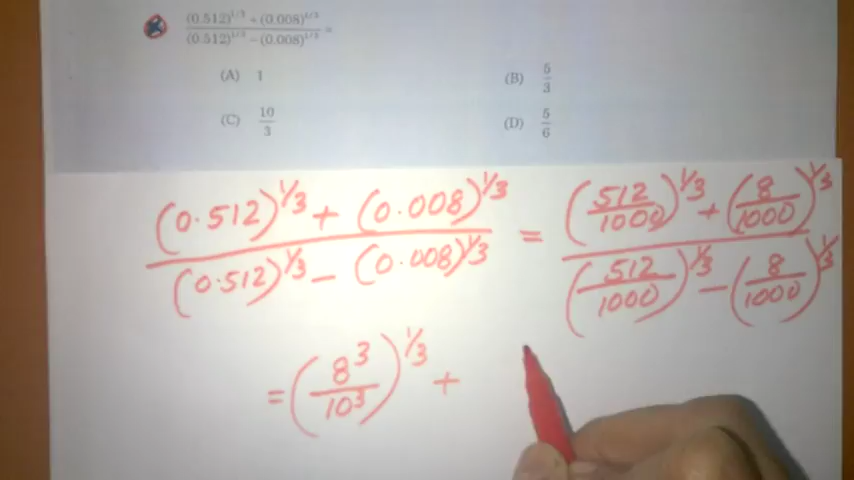 (0.512)^1/3 + (0.008)^1/3 / (0.512)^1/3 − (0.008)^1/3 =
(A) 1 (B) 5/3
(C) 10/3 (D) 5/6
(0.512)^1/3 + (0.008)^1/3 / (0.512)^1/3 − (0.008)^1/3 = (512/1000)^1/3 + (8/1000)^1/3 / (512/1000)^1/3 − (8/1000)^1/3
= (8^3/10^3)^1/3 +